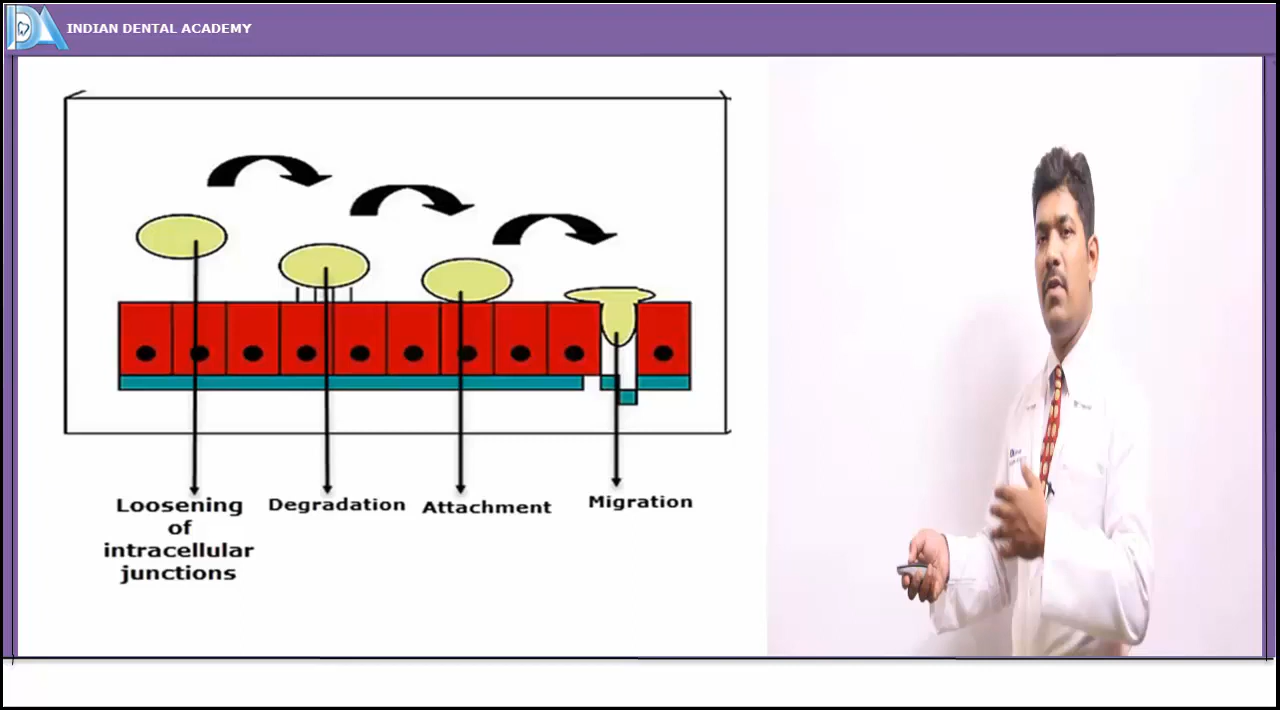 INDIAN DENTAL ACADEMY
Loosening
of
intracellular
junctions
Degradation
Attachment
Migration